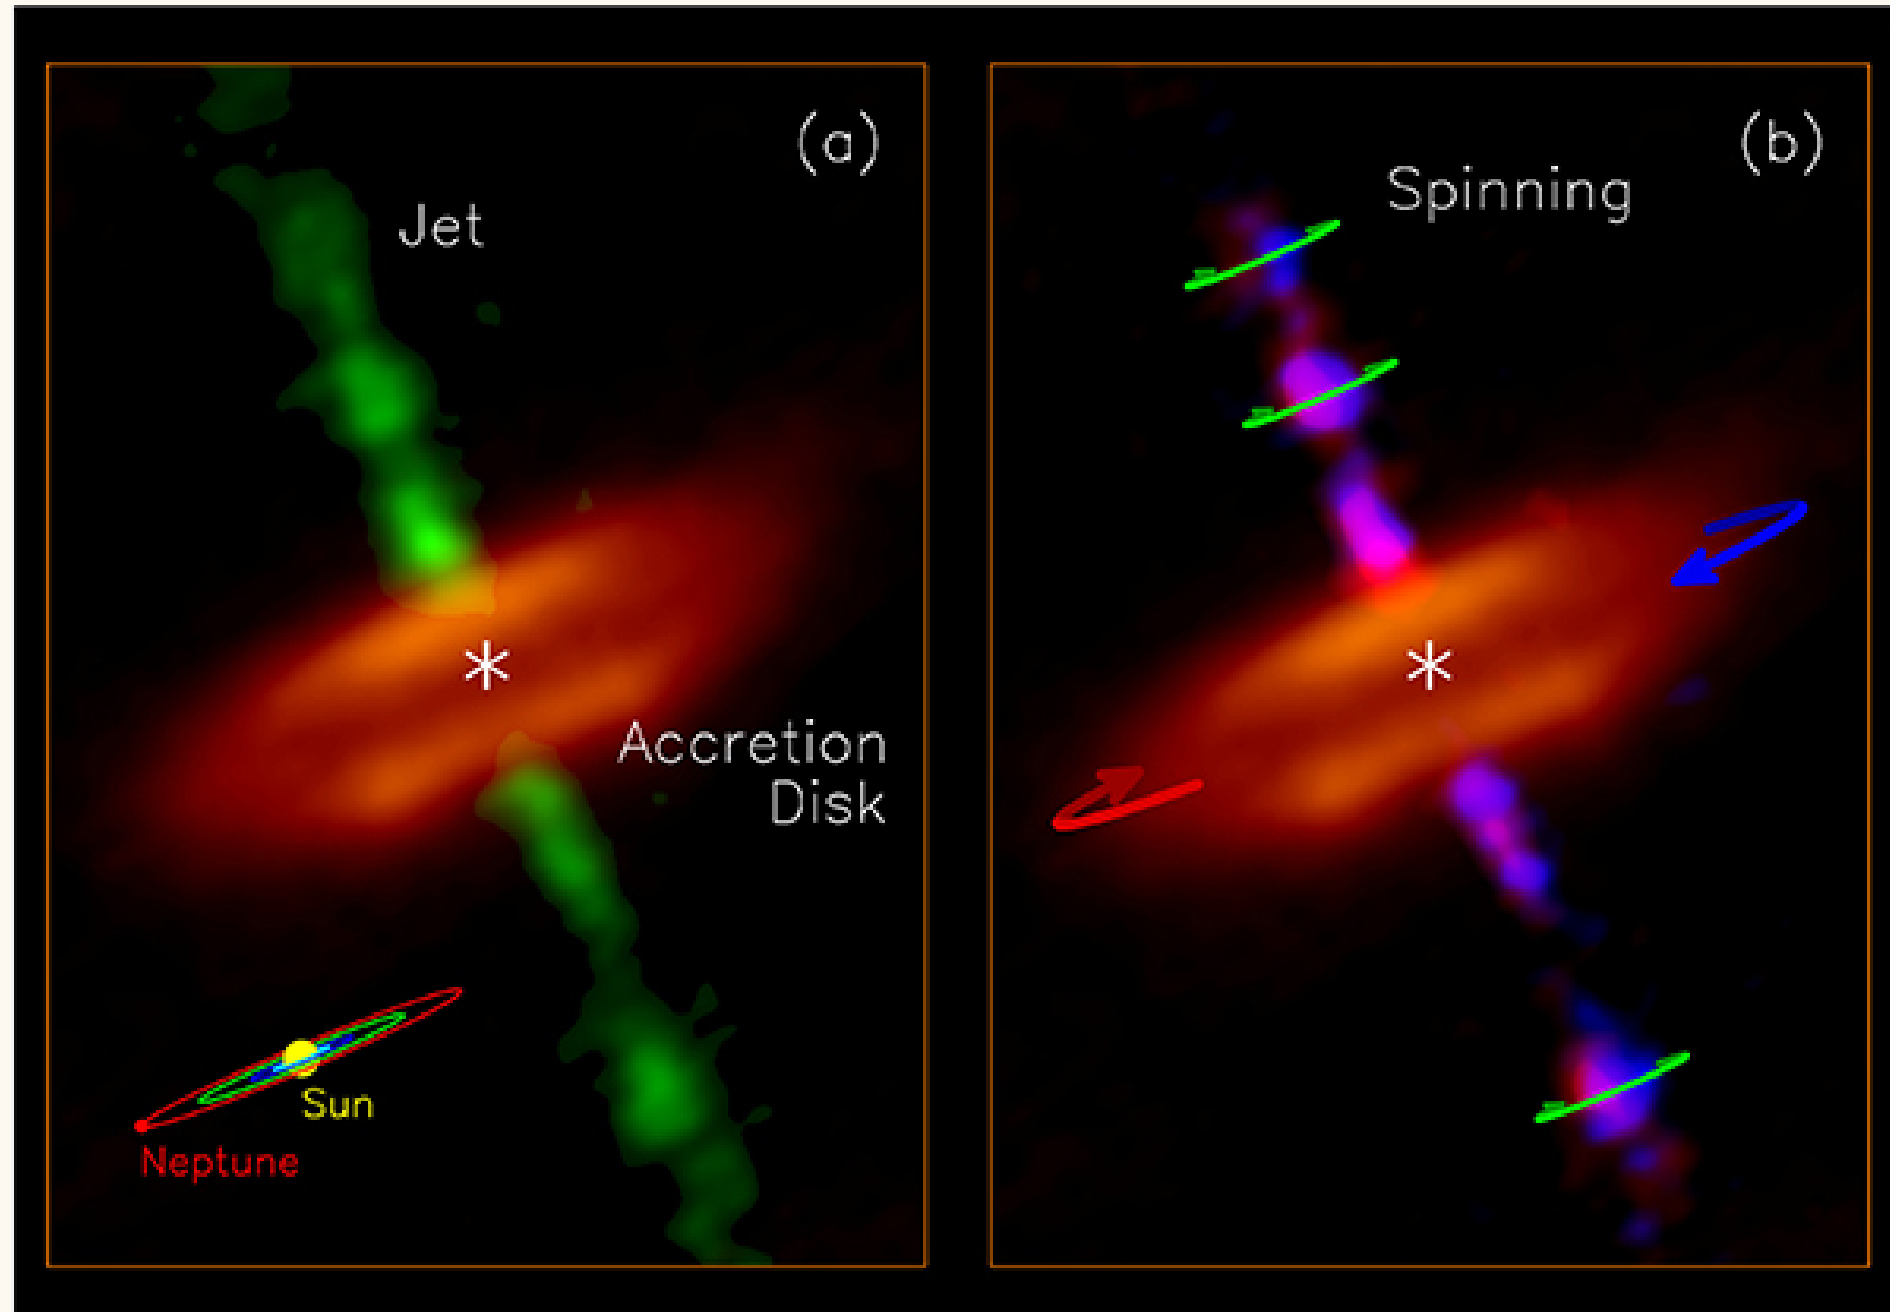 (a)
Jet
Accretion
Disk
Sun
Neptune
(b)
Spinning